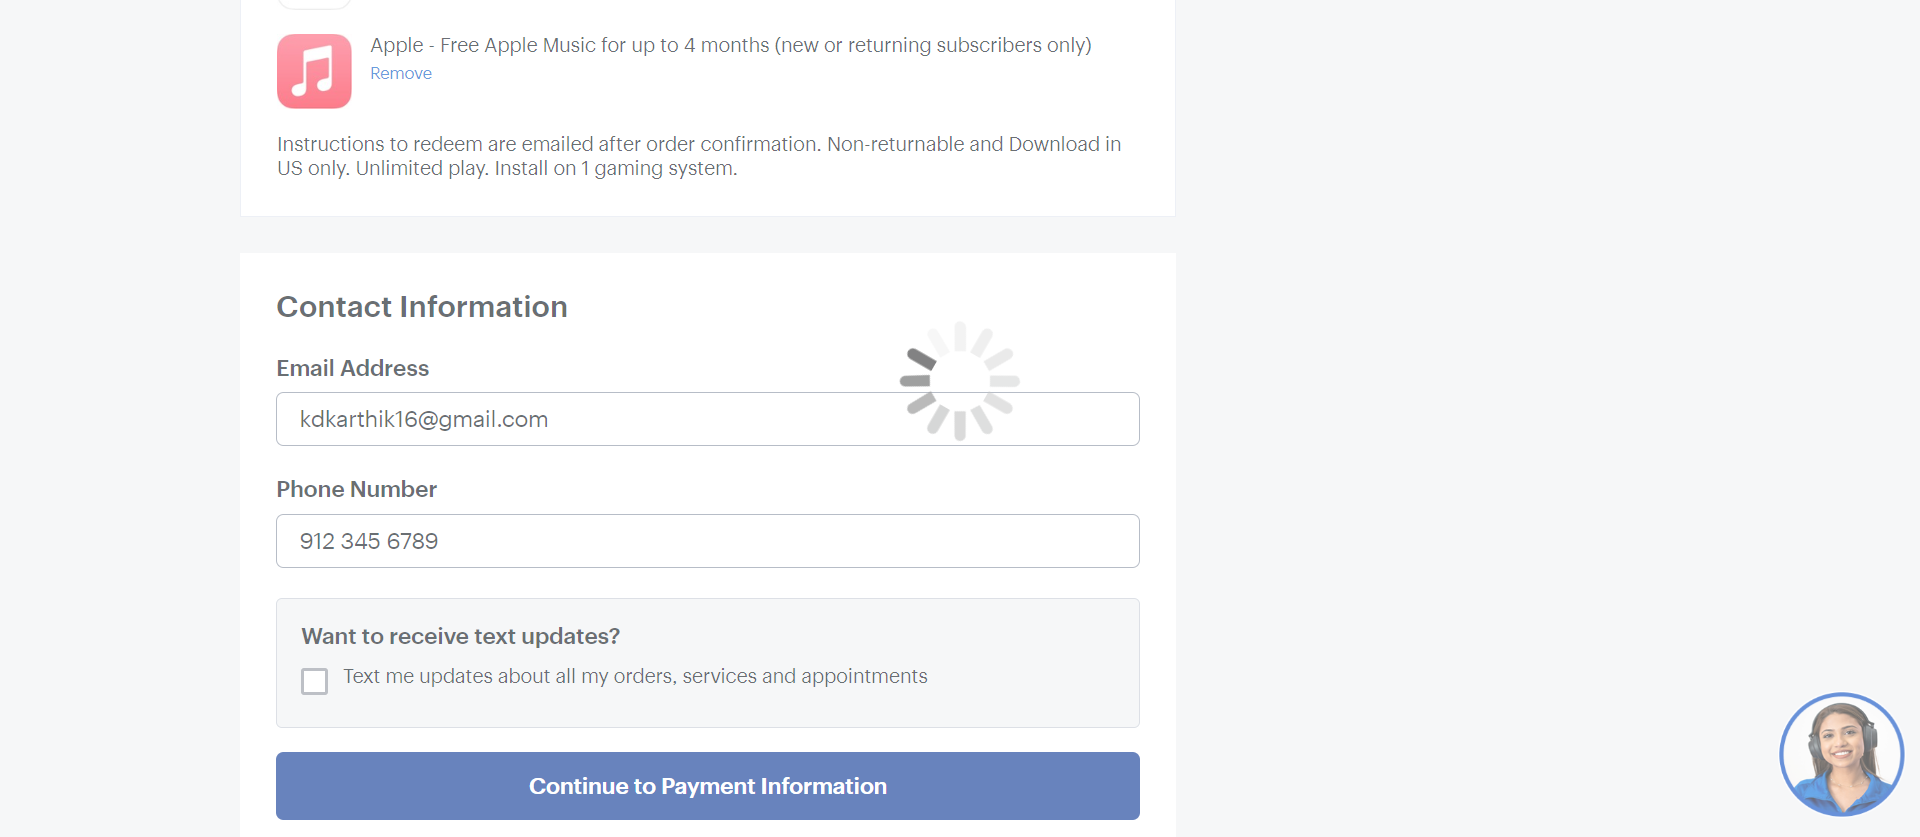 Apple - Free Apple Music for up to 4 months (new or returning subscribers only)
Remove
Instructions to redeem are emailed after order confirmation. Non-returnable and Download in
US only. Unlimited play. Install on 1 gaming system.
Contact Information
Email Address
kdkarthik16@gmail.com
Phone Number
912 345 6789
Want to receive text updates?
Text me updates about all my orders, services and appointments
Continue to Payment Information